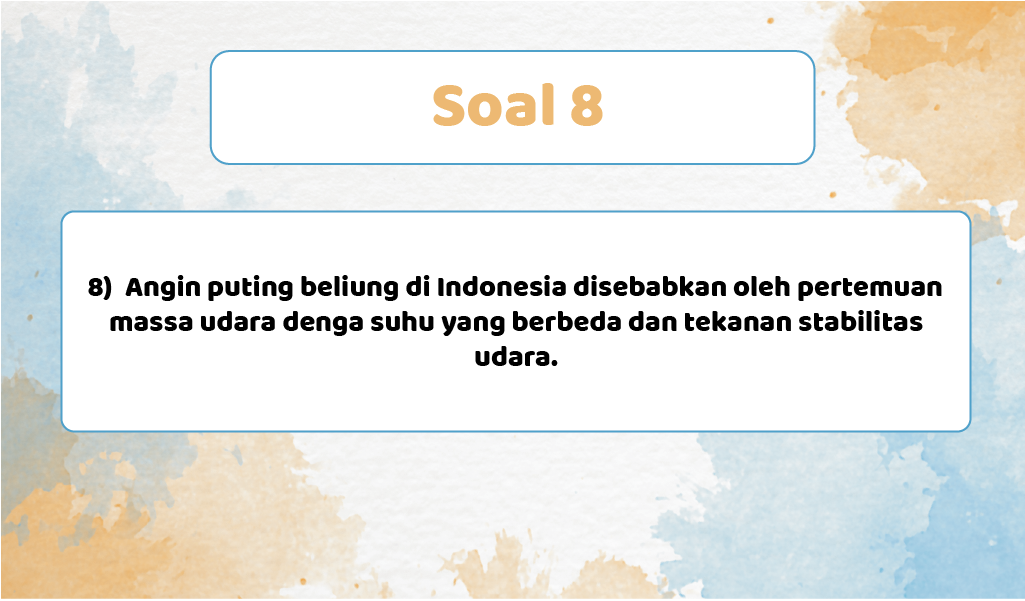 Soal 8
8) Angin puting beliung di Indonesia disebabkan oleh pertemuan
massa udara denga suhu yang berbeda dan tekanan stabilitas
udara.